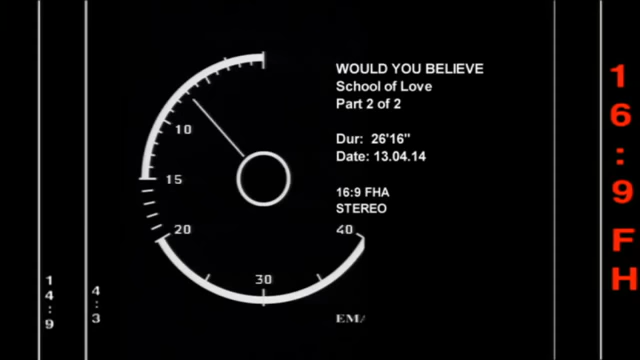 WOULD YOU BELIEVE
School of Love
Part 2 of 2
Dur: 26'16"
Date: 13.04.14
16:9 FHA
STEREO
10
15
20
30
40
EM
14:9
4:3
16:9 FH